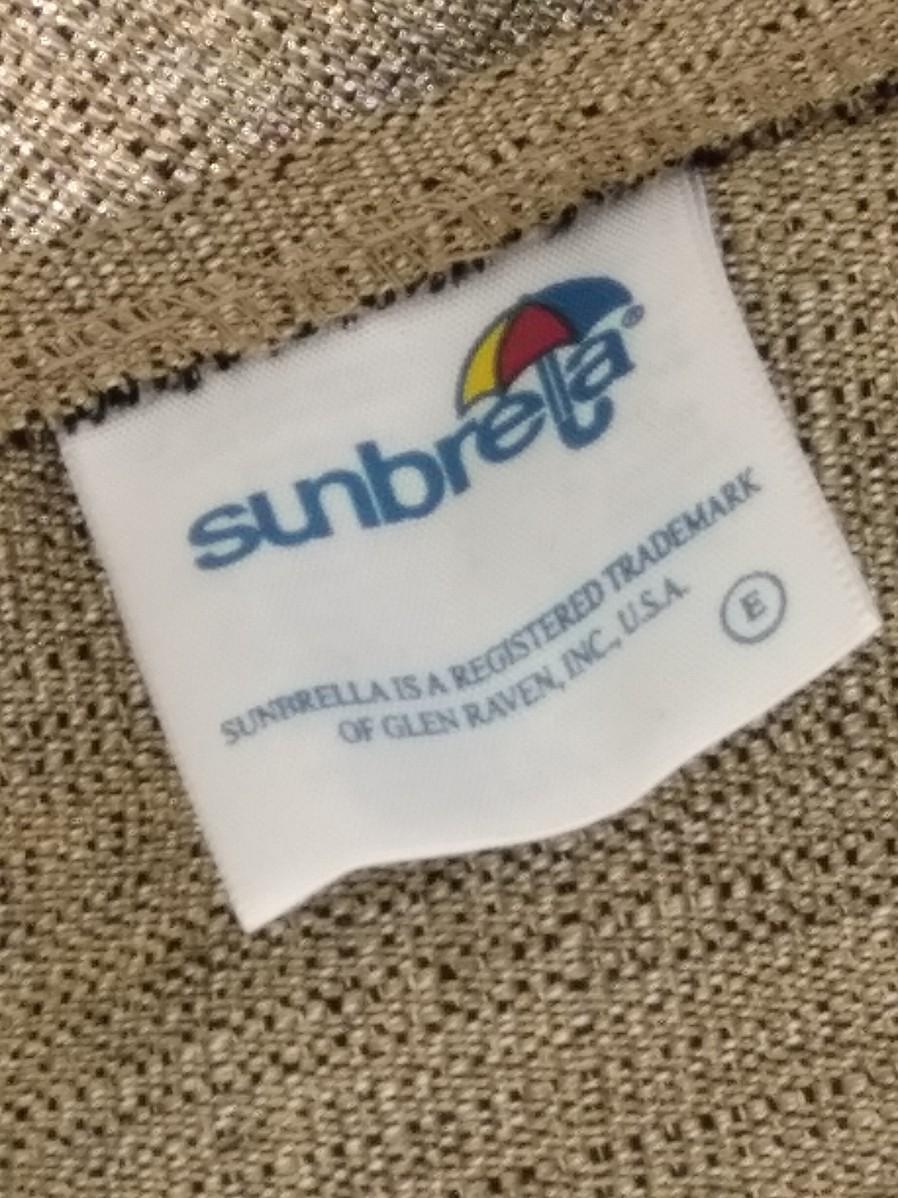 sunbrella®
SUNBRELLA IS A REGISTERED TRADEMARK
OF GLEN RAVEN, INC., U.S.A.
E